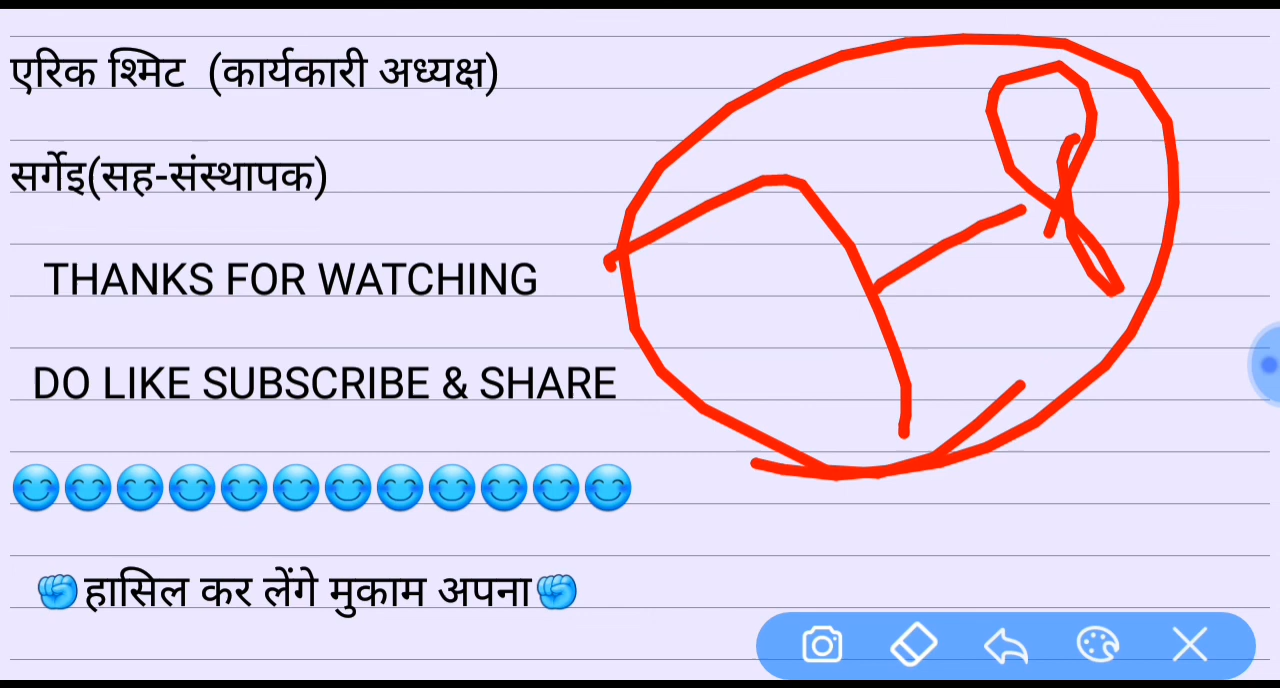 एरिक श्मिट (कार्यकारी अध्यक्ष)
सर्गेइ(सह-संस्थापक)
THANKS FOR WATCHING
DO LIKE SUBSCRIBE & SHARE
😊😊😊😊😊😊😊😊😊😊😊😊
✊हासिल कर लेंगे मुकाम अपना✊